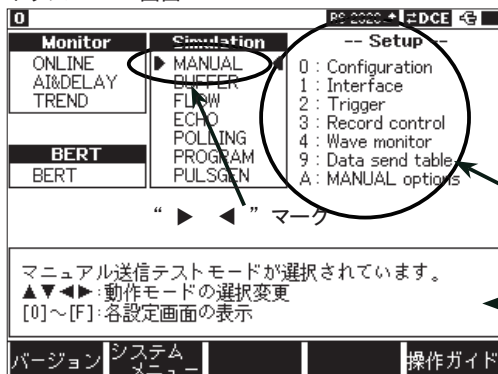 0
DCE
Monitor
ONLINE
AI&DELAY
TREND
BERT
BERT
Simulation
▶ MANUAL ◀
BUFFER
FLOW
ECHO
POLLING
PROGRAM
PULSGEN
-- Setup --
0 : Configuration
1 : Interface
2 : Trigger
3 : Record control
4 : Wave monitor
9 : Data send table
A : MANUAL options
“ ▶ ◀ ” マーク
マニュアル送信テストモードが選択されています。
▲▼◀▶:動作モードの選択変更
[0]～[F]:各設定画面の表示
バージョン
システム
メニュー
操作ガイド